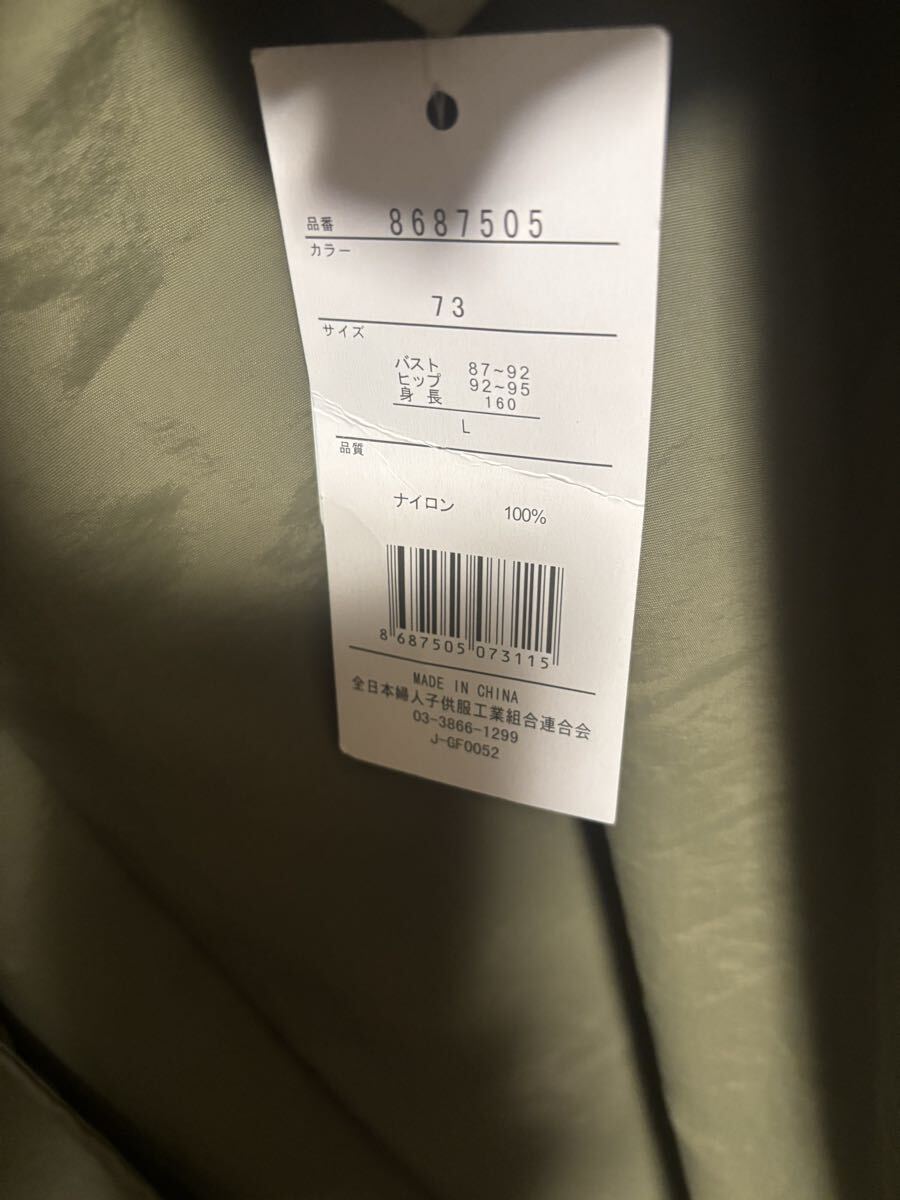 品番 8687505
カラー
73
サイズ
バスト 87~92
ヒップ 92~95
身長 160
L
品質
ナイロン 100%
8 687505 073115
MADE IN CHINA
全日本婦人子供服工業組合連合会
03-3866-1299
J-GF0052